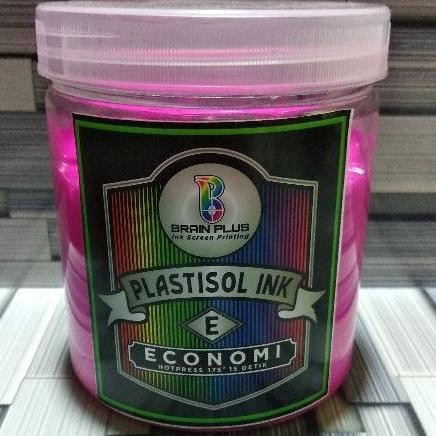 B
BRAIN PLUS
Ink Screen Printing
PLASTISOL INK
E
ECONOMI
HOTPRESS 175° 15 DETIK